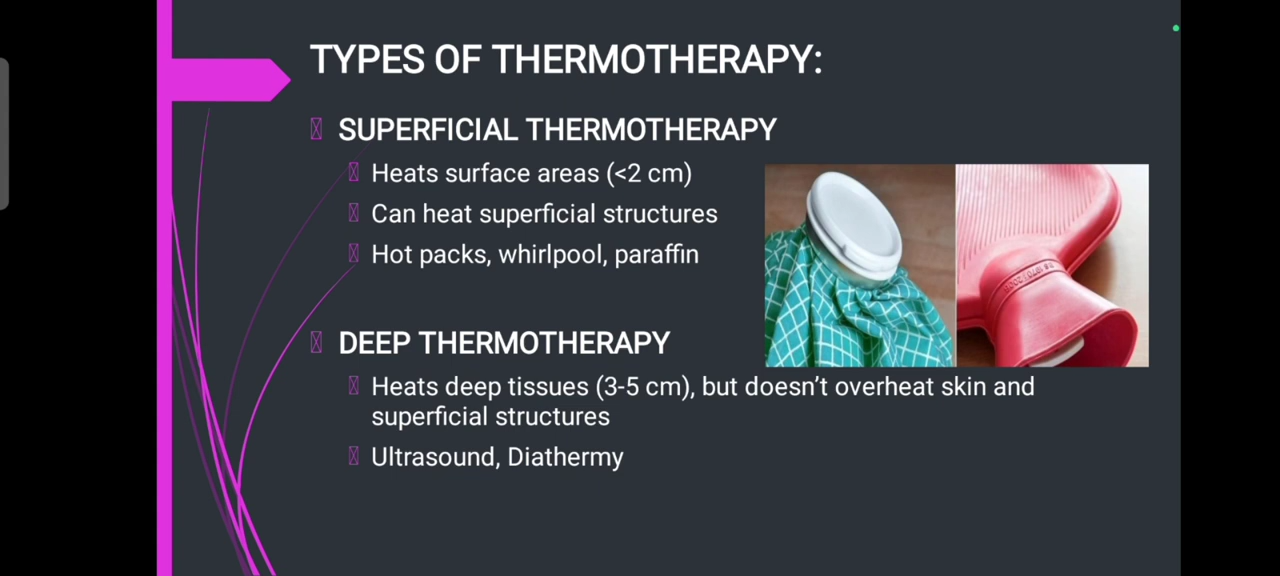 TYPES OF THERMOTHERAPY:
SUPERFICIAL THERMOTHERAPY
Heats surface areas (<2 cm)
Can heat superficial structures
Hot packs, whirlpool, paraffin
DEEP THERMOTHERAPY
Heats deep tissues (3-5 cm), but doesn’t overheat skin and
superficial structures
Ultrasound, Diathermy